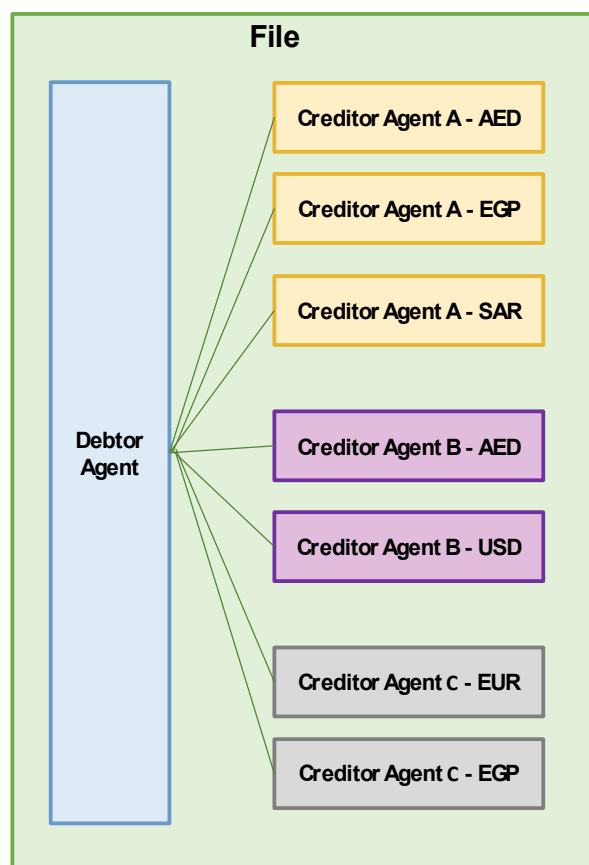 File
Creditor Agent A - AED
Creditor Agent A - EGP
Creditor Agent A - SAR
Debtor
Agent
Creditor Agent B - AED
Creditor Agent B - USD
Creditor Agent C - EUR
Creditor Agent C - EGP